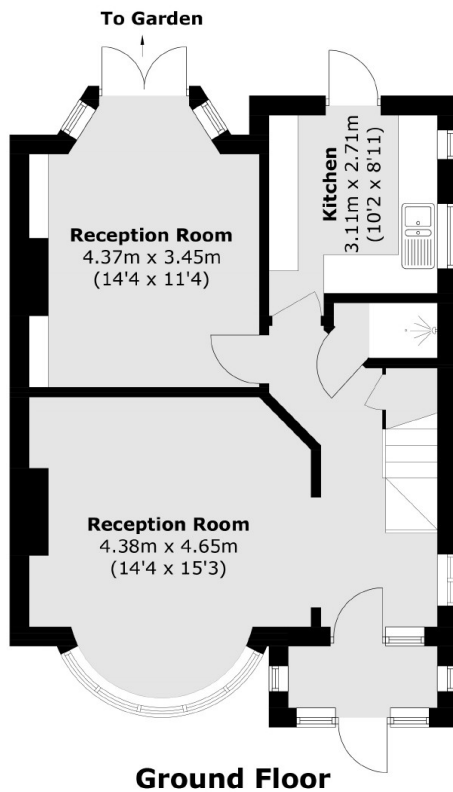 To Garden
Kitchen
3.11m x 2.71m
(10'2 x 8'11)
Reception Room
4.37m x 3.45m
(14'4 x 11'4)
Reception Room
4.38m x 4.65m
(14'4 x 15'3)
Ground Floor